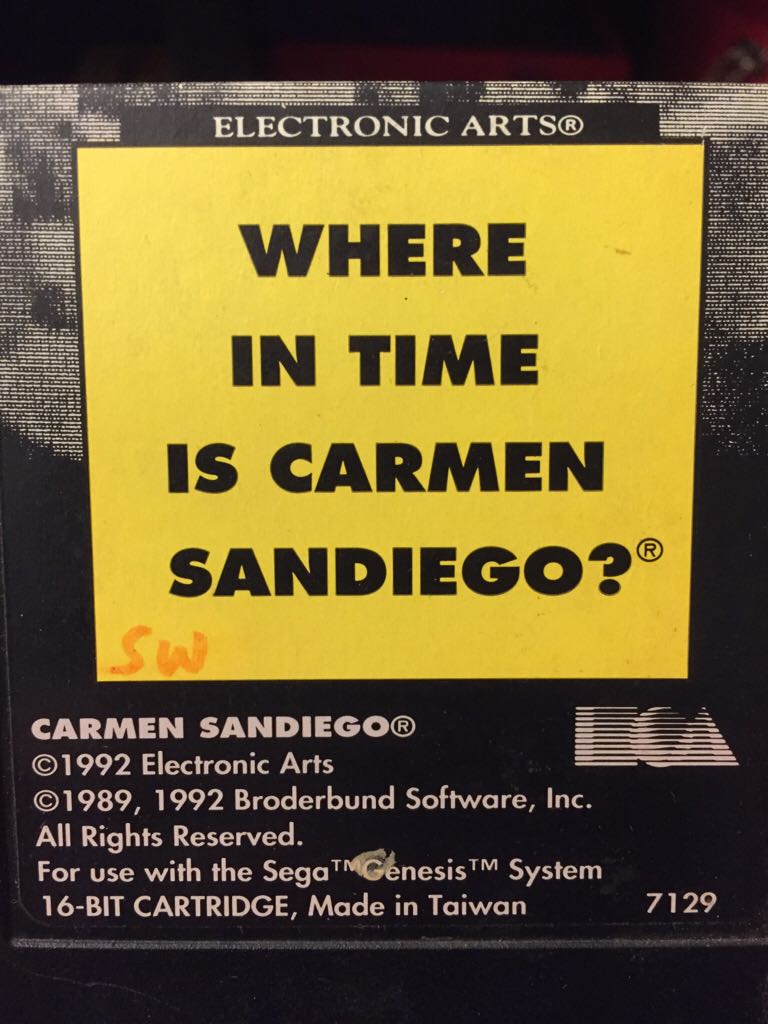 ELECTRONIC ARTS®
WHERE
IN TIME
IS CARMEN
SANDIEGO?®
SW
CARMEN SANDIEGO®
EA
©1992 Electronic Arts
©1989, 1992 Broderbund Software, Inc.
All Rights Reserved.
For use with the Sega™ Genesis™ System
16-BIT CARTRIDGE, Made in Taiwan 7129